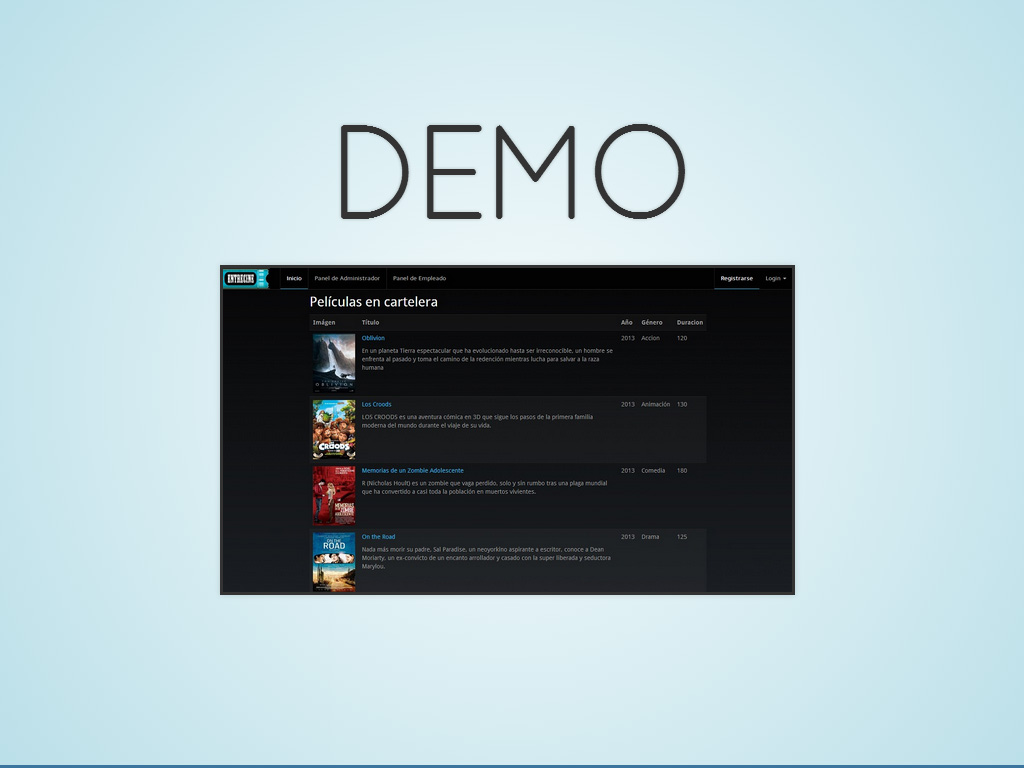 DEMO
ENTRECINE
Inicio Panel de Administrador Panel de Empleado Registrarse Login
Películas en cartelera
Imágen Título Año Género Duracion
Oblivion 2013 Accion 120
En un planeta Tierra espectacular que ha evolucionado hasta ser irreconocible, un hombre se
enfrenta al pasado y toma el camino de la redención mientras lucha para salvar a la raza
humana
OBLIVION
Los Croods 2013 Animación 130
LOS CROODS es una aventura cómica en 3D que sigue los pasos de la primera familia
moderna del mundo durante el viaje de su vida.
CROODS
Memorias de un Zombie Adolescente 2013 Comedia 180
R (Nicholas Hoult) es un zombie que vaga perdido, solo y sin rumbo tras una plaga mundial
que ha convertido a casi toda la población en muertos vivientes.
On the Road 2013 Drama 125
Nada más morir su padre, Sal Paradise, un neoyorkino aspirante a escritor, conoce a Dean
Moriarty, un ex-convicto de un encanto arrollador y casado con la super liberada y seductora
Marylou.
ON THE
ROAD